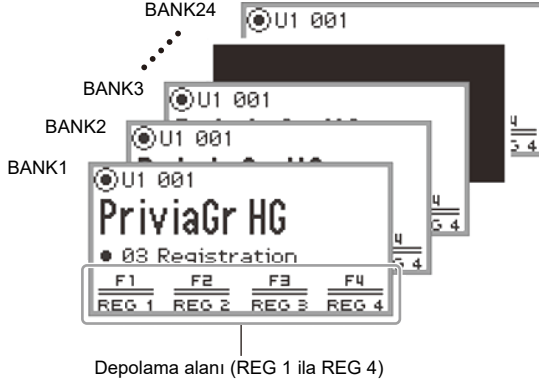 BANK24
U1 001
BANK3
U1 001
BANK2
U1 001
BANK1
U1 001
PriviaGr HG
03 Registration
F1 F2 F3 F4
REG 1 REG 2 REG 3 REG 4
Depolama alanı (REG 1 ila REG 4)